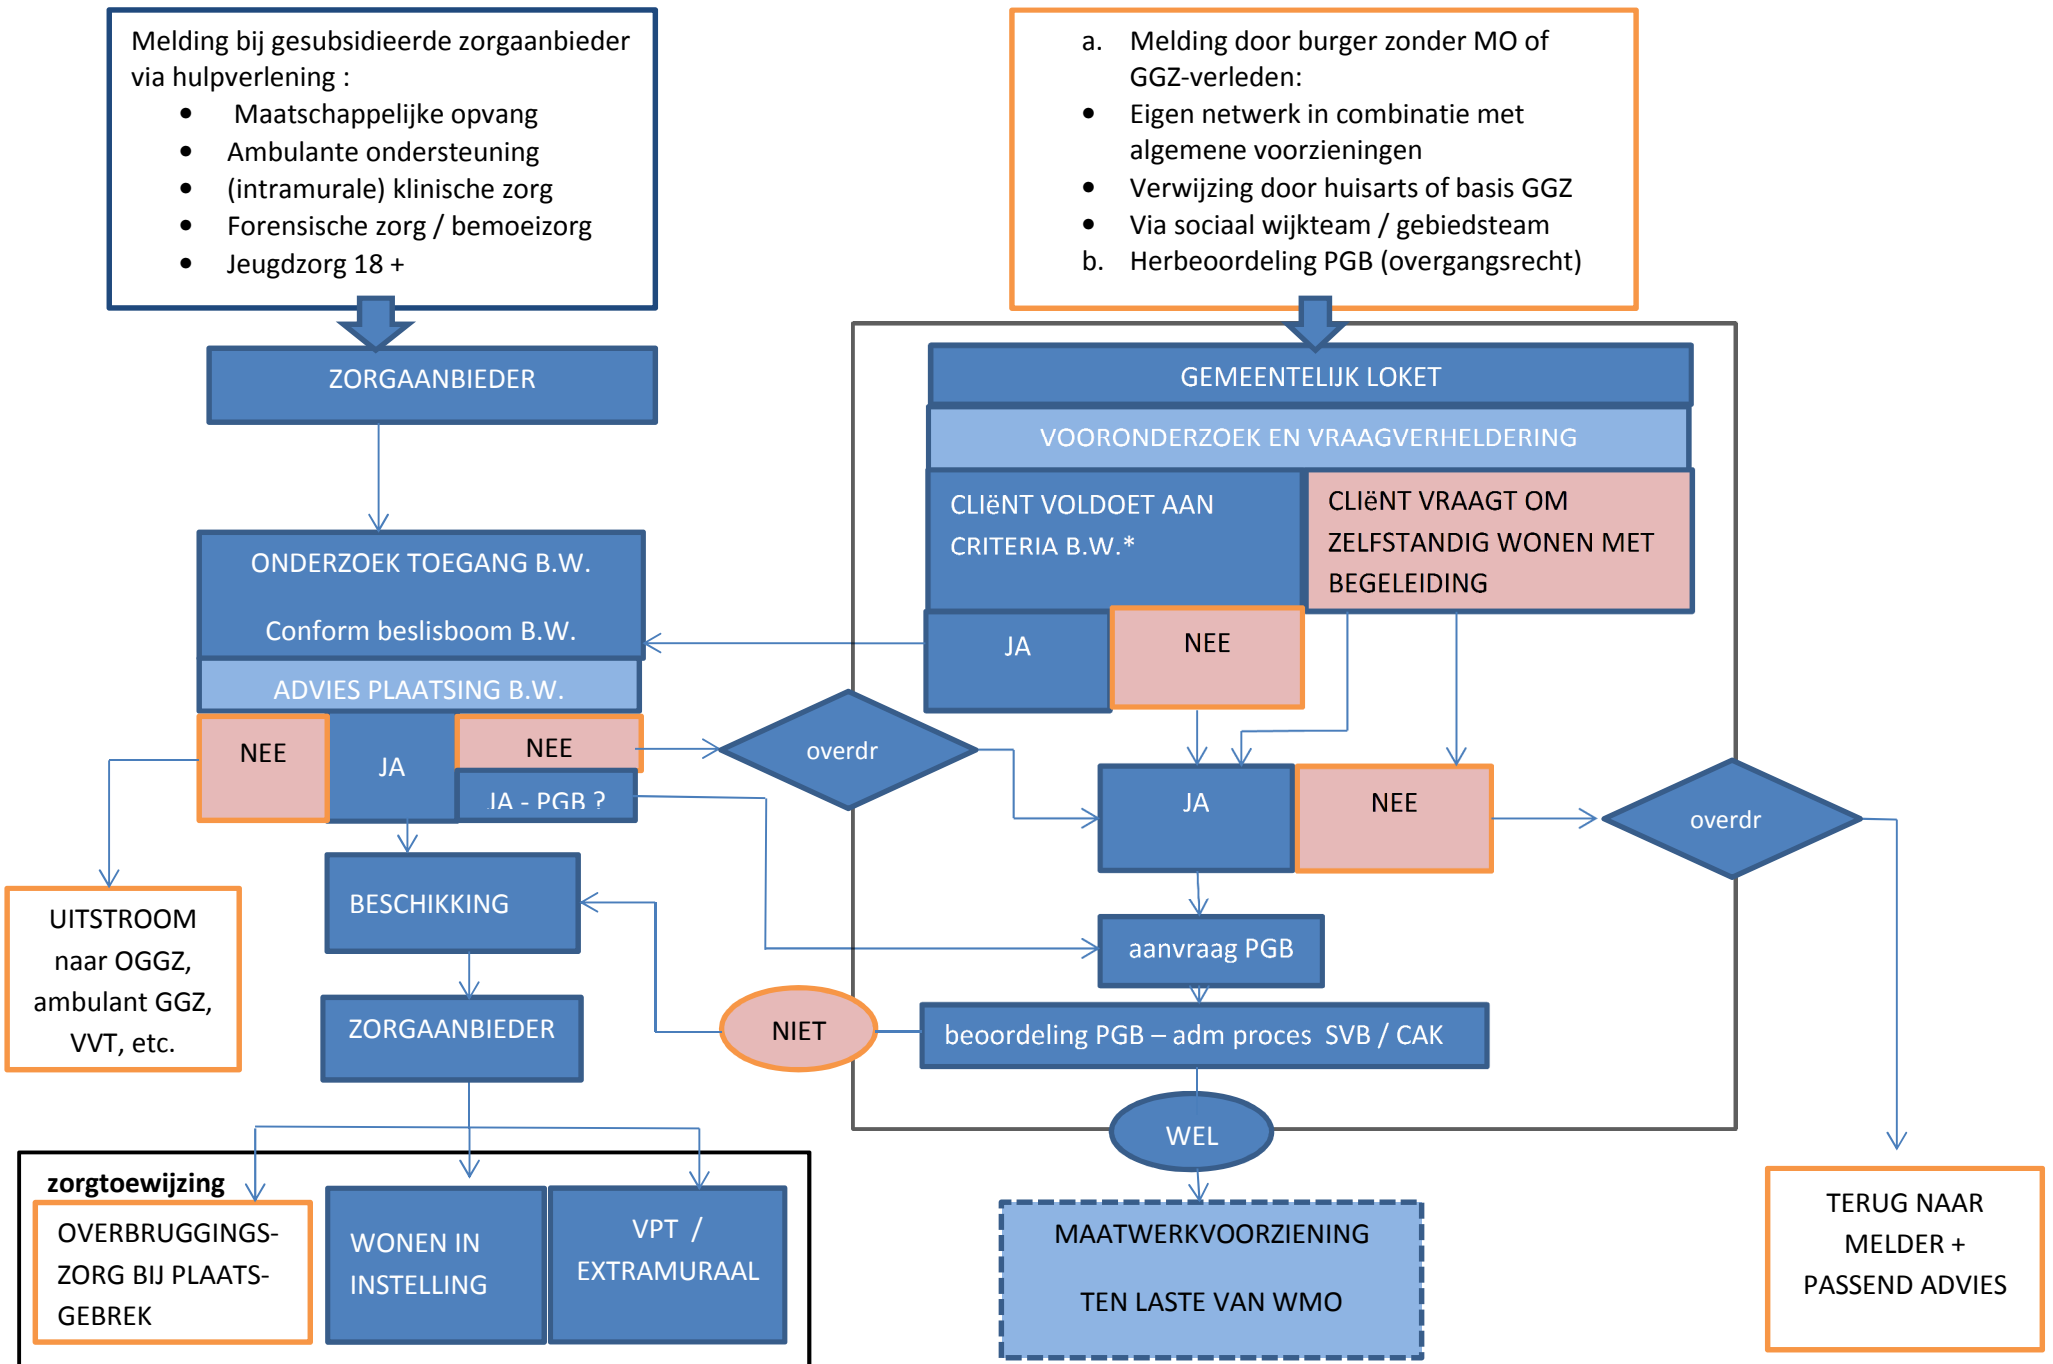 Melding bij gesubsidieerde zorgaanbieder
via hulpverlening :
• Maatschappelijke opvang
• Ambulante ondersteuning
• (intramurale) klinische zorg
• Forensische zorg / bemoeizorg
• Jeugdzorg 18 +
a. Melding door burger zonder MO of
GGZ-verleden:
• Eigen netwerk in combinatie met
algemene voorzieningen
• Verwijzing door huisarts of basis GGZ
• Via sociaal wijkteam / gebiedsteam
b. Herbeoordeling PGB (overgangsrecht)
ZORGAANBIEDER
GEMEENTELIJK LOKET
VOORONDERZOEK EN VRAAGVERHELDERING
CLIëNT VOLDOET AAN
CRITERIA B.W.*
CLIëNT VRAAGT OM
ZELFSTANDIG WONEN MET
BEGELEIDING
JA
NEE
ONDERZOEK TOEGANG B.W.
Conform beslisboom B.W.
ADVIES PLAATSING B.W.
NEE
JA
NEE
JA - PGB ?
overdr
JA
NEE
overdr
UITSTROOM
naar OGGZ,
ambulant GGZ,
VVT, etc.
BESCHIKKING
aanvraag PGB
ZORGAANBIEDER
NIET
beoordeling PGB – adm proces SVB / CAK
WEL
zorgtoewijzing
OVERBRUGGINGS-
ZORG BIJ PLAATS-
GEBREK
WONEN IN
INSTELLING
VPT /
EXTRAMURAAL
MAATWERKVOORZIENING
TEN LASTE VAN WMO
TERUG NAAR
MELDER +
PASSEND ADVIES